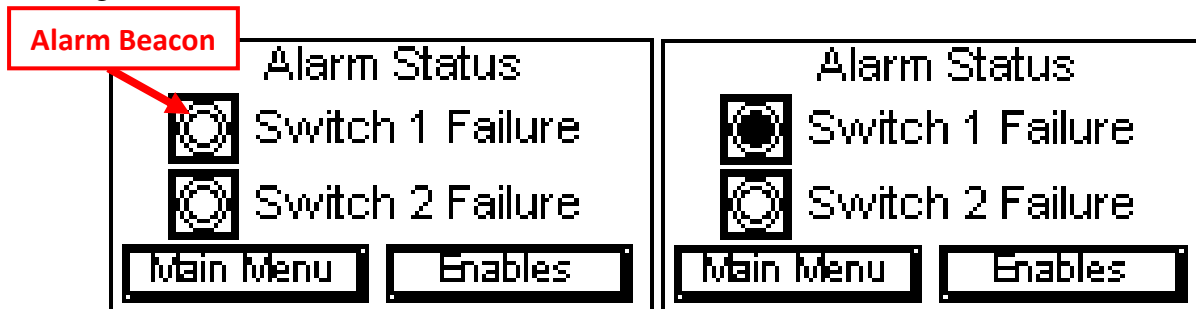 Alarm Beacon
Alarm Status
Switch 1 Failure
Switch 2 Failure
Main Menu Enables
Alarm Status
Switch 1 Failure
Switch 2 Failure
Main Menu Enables